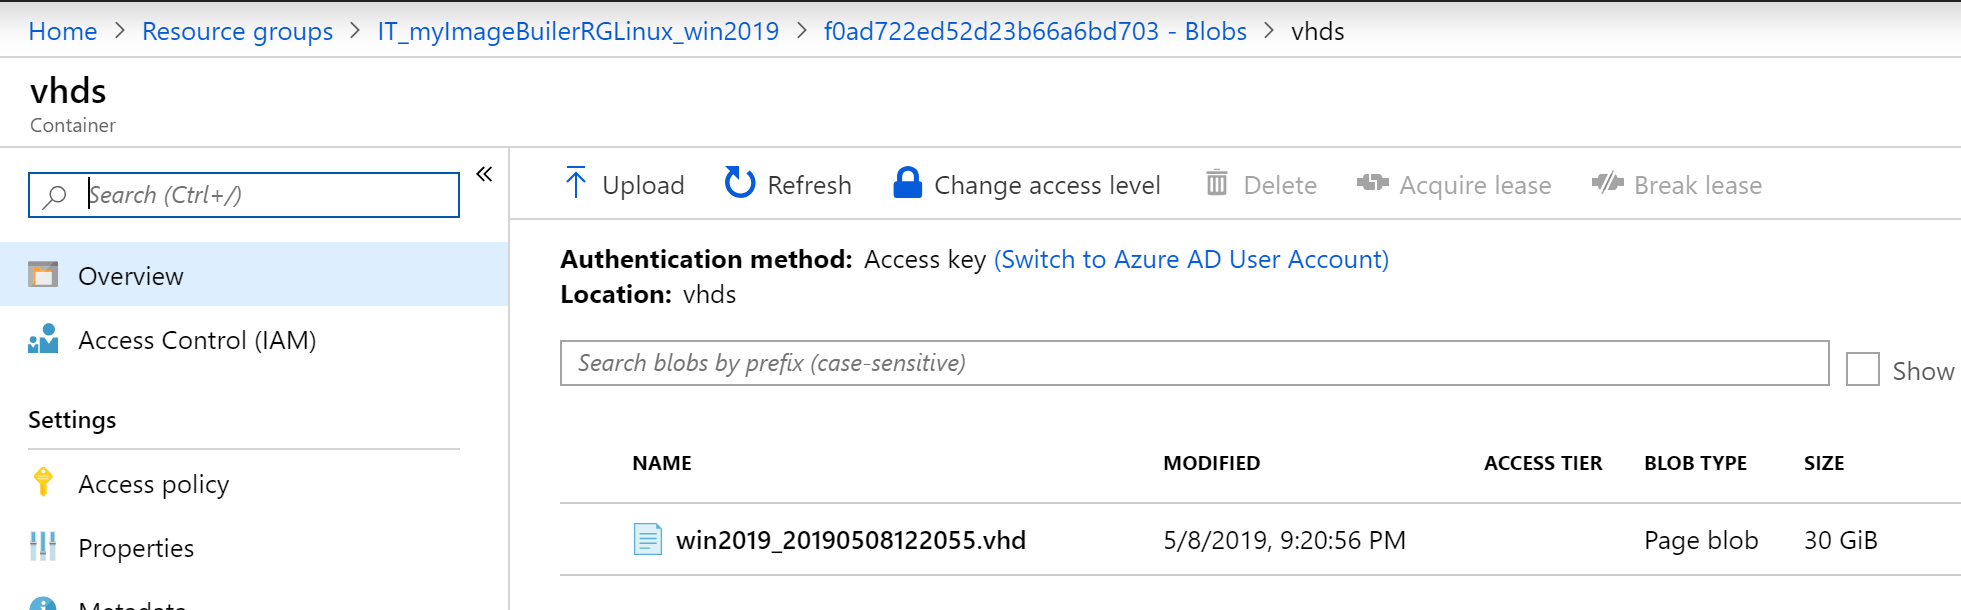 Home > Resource groups > IT_myImageBuilerRGLinux_win2019 > f0ad722ed52d23b66a6bd703 - Blobs > vhds
vhds
Container
Search (Ctrl+/)
«
Overview
Access Control (IAM)
Settings
Access policy
Properties
Metadata
Upload Refresh Change access level Delete Acquire lease Break lease
Authentication method: Access key (Switch to Azure AD User Account)
Location: vhds
Search blobs by prefix (case-sensitive) Show
NAME MODIFIED ACCESS TIER BLOB TYPE SIZE
win2019_20190508122055.vhd 5/8/2019, 9:20:56 PM Page blob 30 GiB